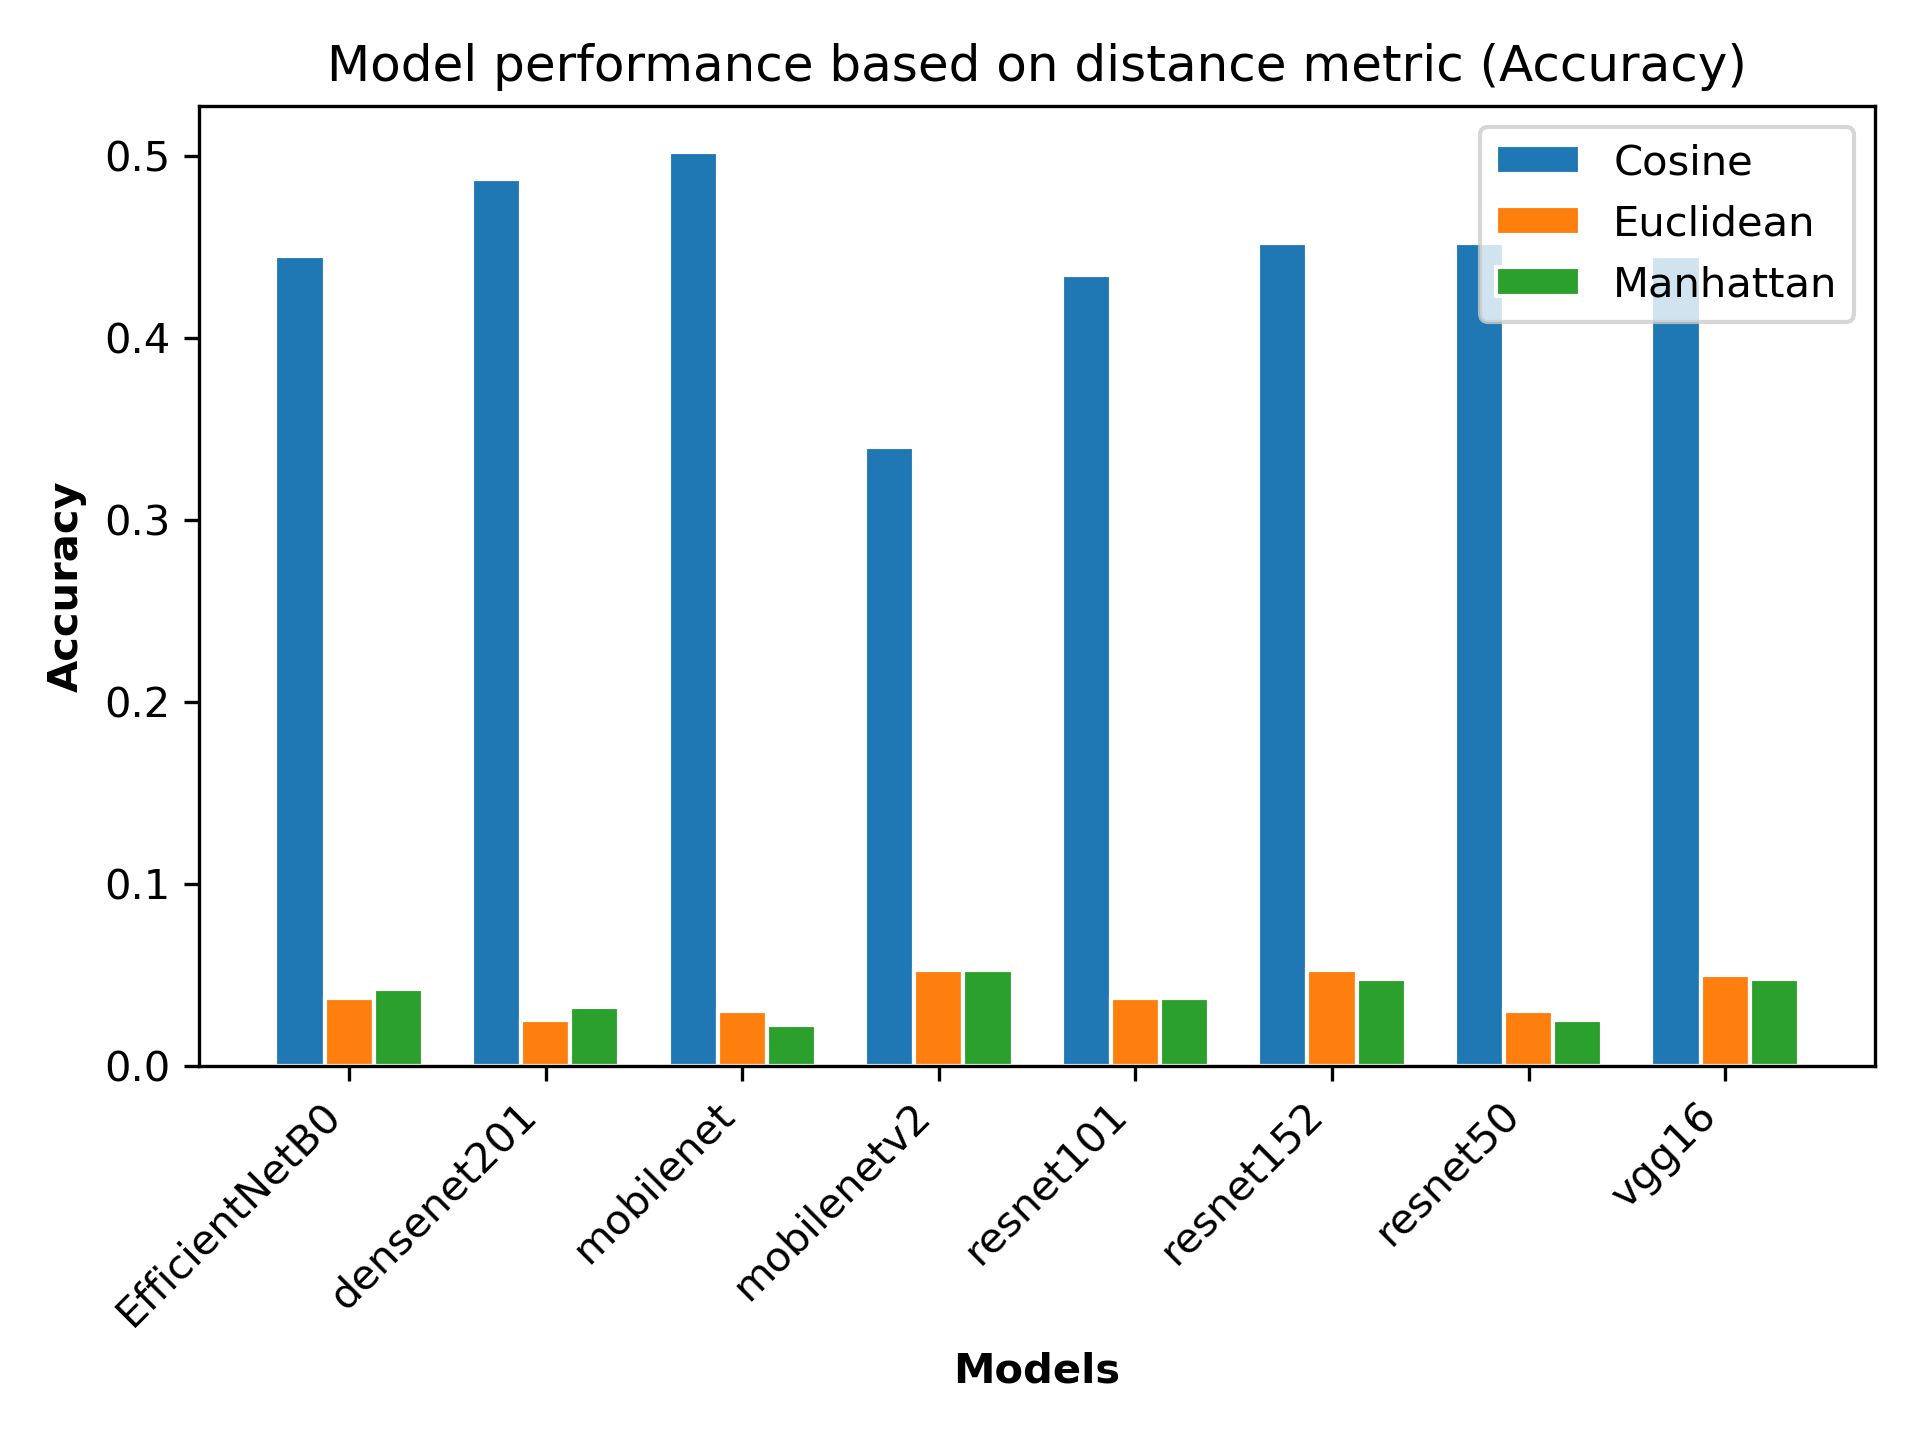 Model performance based on distance metric (Accuracy)
Cosine
Euclidean
Manhattan
Accuracy
0.5
0.4
0.3
0.2
0.1
0.0
EfficientNetB0
densenet201
mobilenet
mobilenetv2
resnet101
resnet152
resnet50
vgg16
Models